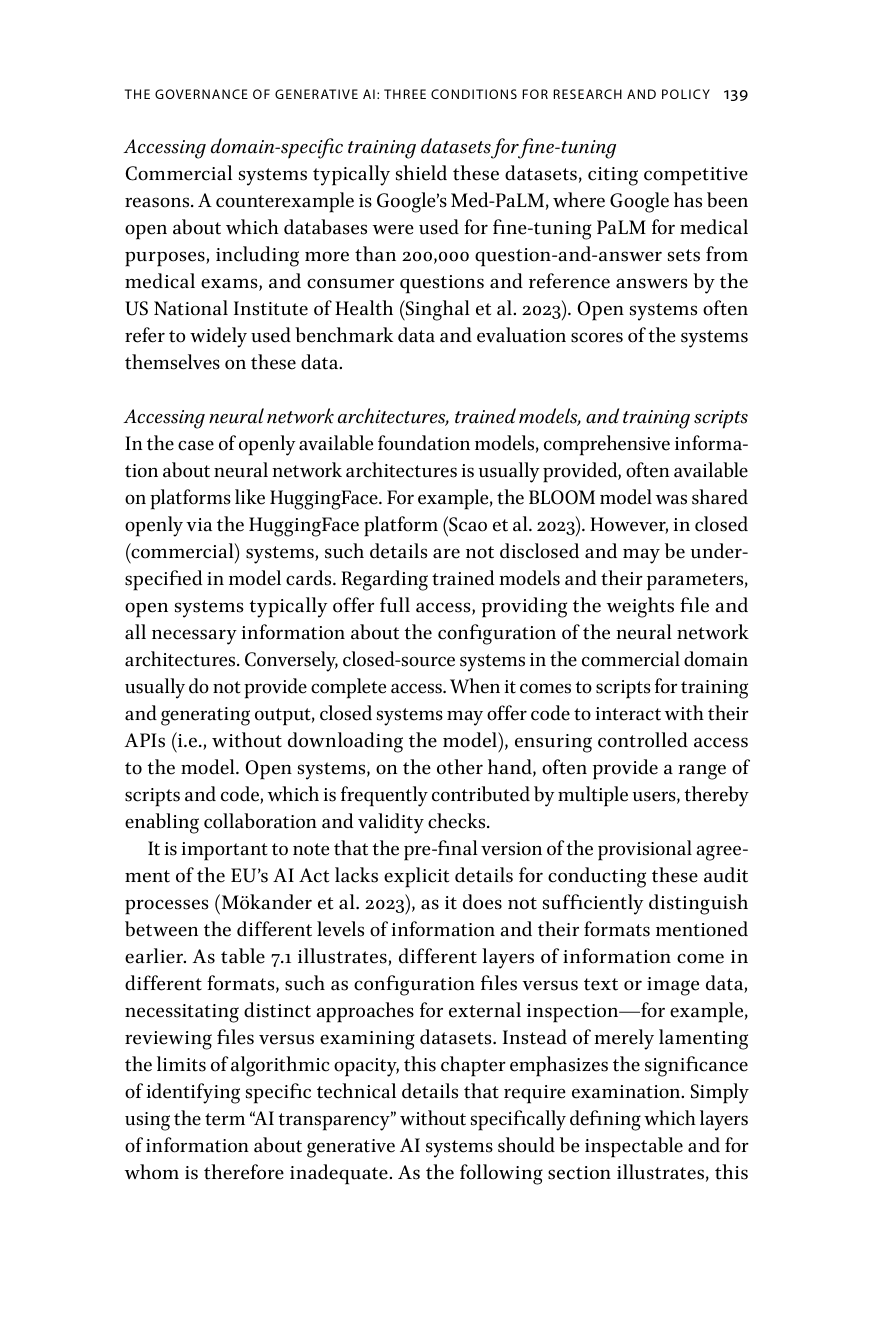 THE GOVERNANCE OF GENERATIVE AI: THREE CONDITIONS FOR RESEARCH AND POLICY 139
Accessing domain-specific training datasets for fine-tuning
Commercial systems typically shield these datasets, citing competitive
reasons. A counterexample is Google’s Med-PaLM, where Google has been
open about which databases were used for fine-tuning PaLM for medical
purposes, including more than 200,000 question-and-answer sets from
medical exams, and consumer questions and reference answers by the
US National Institute of Health (Singhal et al. 2023). Open systems often
refer to widely used benchmark data and evaluation scores of the systems
themselves on these data.
Accessing neural network architectures, trained models, and training scripts
In the case of openly available foundation models, comprehensive informa-
tion about neural network architectures is usually provided, often available
on platforms like HuggingFace. For example, the BLOOM model was shared
openly via the HuggingFace platform (Scao et al. 2023). However, in closed
(commercial) systems, such details are not disclosed and may be under-
specified in model cards. Regarding trained models and their parameters,
open systems typically offer full access, providing the weights file and
all necessary information about the configuration of the neural network
architectures. Conversely, closed-source systems in the commercial domain
usually do not provide complete access. When it comes to scripts for training
and generating output, closed systems may offer code to interact with their
APIs (i.e., without downloading the model), ensuring controlled access
to the model. Open systems, on the other hand, often provide a range of
scripts and code, which is frequently contributed by multiple users, thereby
enabling collaboration and validity checks.
It is important to note that the pre-final version of the provisional agree-
ment of the EU’s AI Act lacks explicit details for conducting these audit
processes (Mökander et al. 2023), as it does not sufficiently distinguish
between the different levels of information and their formats mentioned
earlier. As table 7.1 illustrates, different layers of information come in
different formats, such as configuration files versus text or image data,
necessitating distinct approaches for external inspection—for example,
reviewing files versus examining datasets. Instead of merely lamenting
the limits of algorithmic opacity, this chapter emphasizes the significance
of identifying specific technical details that require examination. Simply
using the term “AI transparency” without specifically defining which layers
of information about generative AI systems should be inspectable and for
whom is therefore inadequate. As the following section illustrates, this